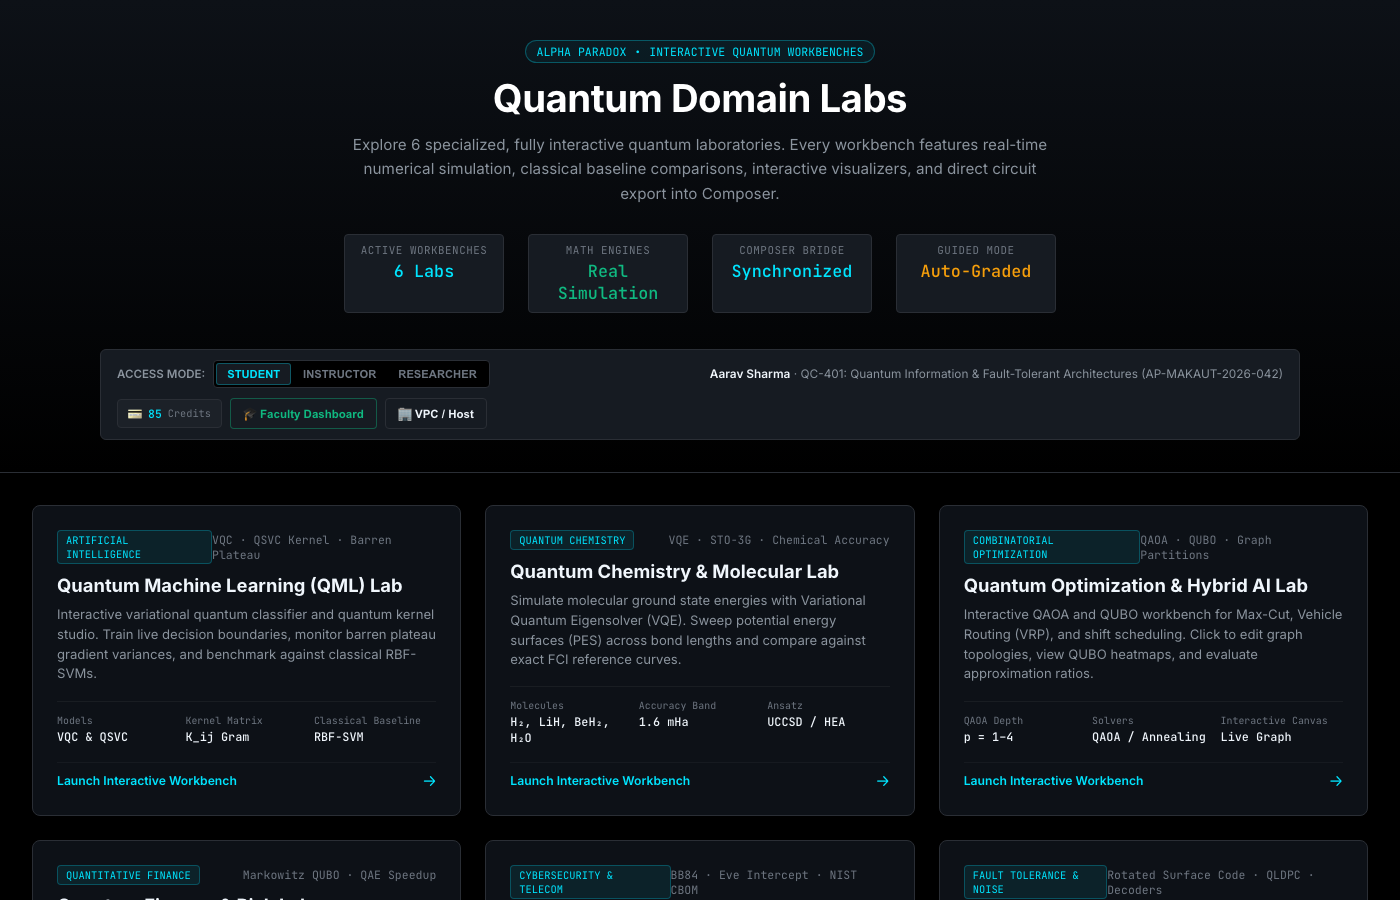 ALPHA PARADOX • INTERACTIVE QUANTUM WORKBENCHES
Quantum Domain Labs
Explore 6 specialized, fully interactive quantum laboratories. Every workbench features real-time
numerical simulation, classical baseline comparisons, interactive visualizers, and direct circuit
export into Composer.
ACTIVE WORKBENCHES
6 Labs
MATH ENGINES
Real
Simulation
COMPOSER BRIDGE
Synchronized
GUIDED MODE
Auto-Graded
ACCESS MODE: STUDENT INSTRUCTOR RESEARCHER
Aarav Sharma · QC-401: Quantum Information & Fault-Tolerant Architectures (AP-MAKAUT-2026-042)
85 Credits
Faculty Dashboard
VPC / Host
ARTIFICIAL
INTELLIGENCE
VQC · QSVC Kernel · Barren
Plateau
Quantum Machine Learning (QML) Lab
Interactive variational quantum classifier and quantum kernel
studio. Train live decision boundaries, monitor barren plateau
gradient variances, and benchmark against classical RBF-
SVMs.
Models
VQC & QSVC
Kernel Matrix
K_ij Gram
Classical Baseline
RBF-SVM
Launch Interactive Workbench →
QUANTUM CHEMISTRY
VQE · STO-3G · Chemical Accuracy
Quantum Chemistry & Molecular Lab
Simulate molecular ground state energies with Variational
Quantum Eigensolver (VQE). Sweep potential energy
surfaces (PES) across bond lengths and compare against
exact FCI reference curves.
Molecules
H₂, LiH, BeH₂,
H₂O
Accuracy Band
1.6 mHa
Ansatz
UCCSD / HEA
Launch Interactive Workbench →
COMBINATORIAL
OPTIMIZATION
QAOA · QUBO · Graph
Partitions
Quantum Optimization & Hybrid AI Lab
Interactive QAOA and QUBO workbench for Max-Cut, Vehicle
Routing (VRP), and shift scheduling. Click to edit graph
topologies, view QUBO heatmaps, and evaluate
approximation ratios.
QAOA Depth
p = 1–4
Solvers
QAOA / Annealing
Interactive Canvas
Live Graph
Launch Interactive Workbench →
QUANTITATIVE FINANCE
Markowitz QUBO · QAE Speedup
CYBERSECURITY &
TELECOM
BB84 · Eve Intercept · NIST
CBOM
FAULT TOLERANCE &
NOISE
Rotated Surface Code · QLDPC ·
Decoders